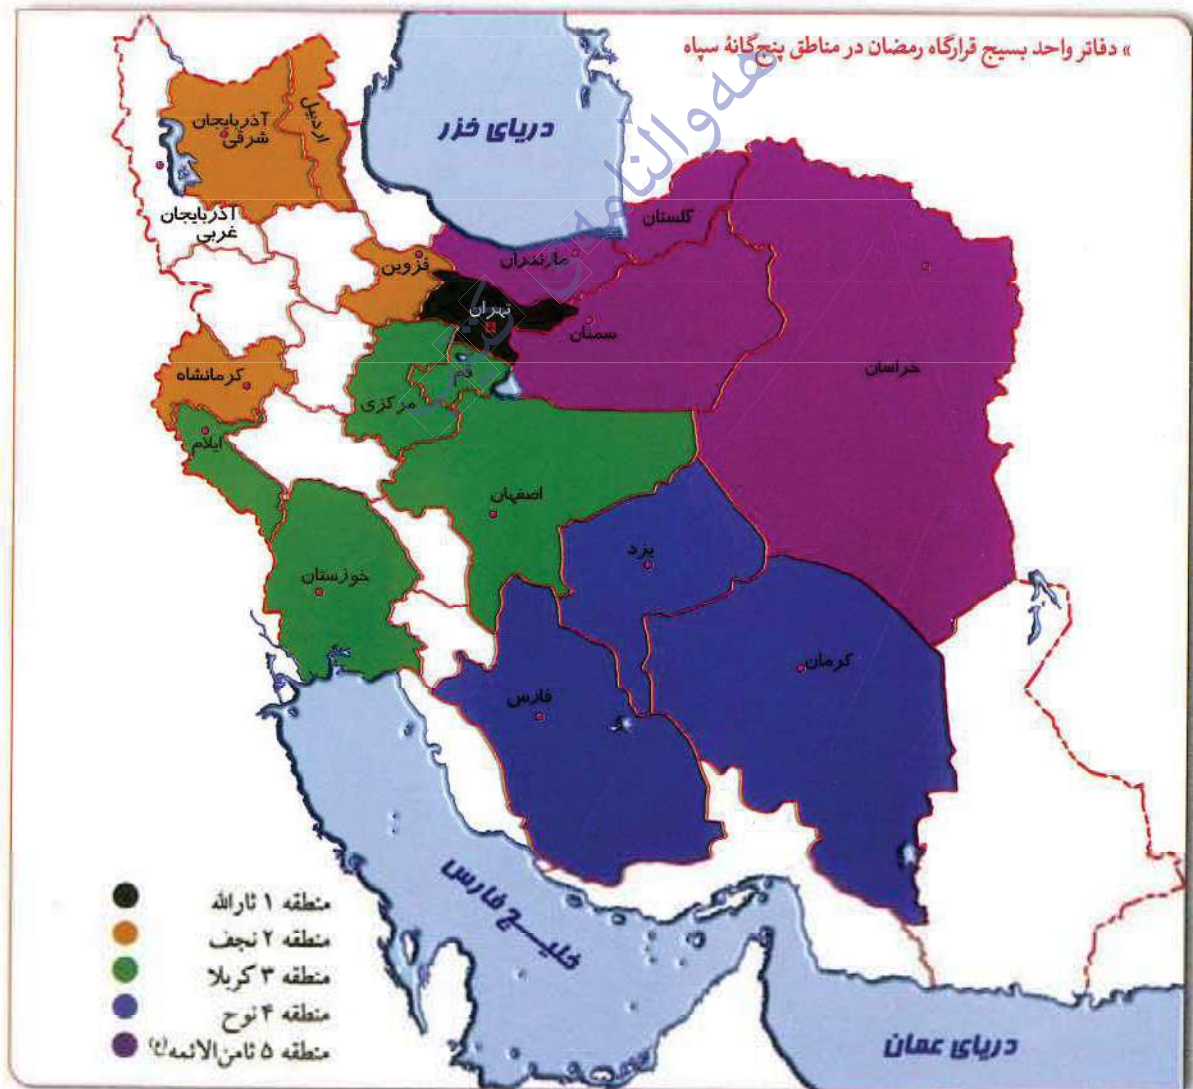 » دفاتر واحد بسیج قرارگاه رمضان در مناطق پنج‌گانهٔ سپاه
دریای خزر
آذربایجان
شرقی
اردبیل
آذربایجان
غربی
گلستان
مازندران
قزوین
تهران
سمنان
خراسان
کرمانشاه
قم
مرکزی
ایلام
اصفهان
یزد
خوزستان
کرمان
فارس
خلیج فارس
دریای عمان
منطقه ۱ ثارالله
منطقه ۲ نجف
منطقه ۳ کربلا
منطقه ۴ نوح
منطقه ۵ ثامن‌الائمه(ع)